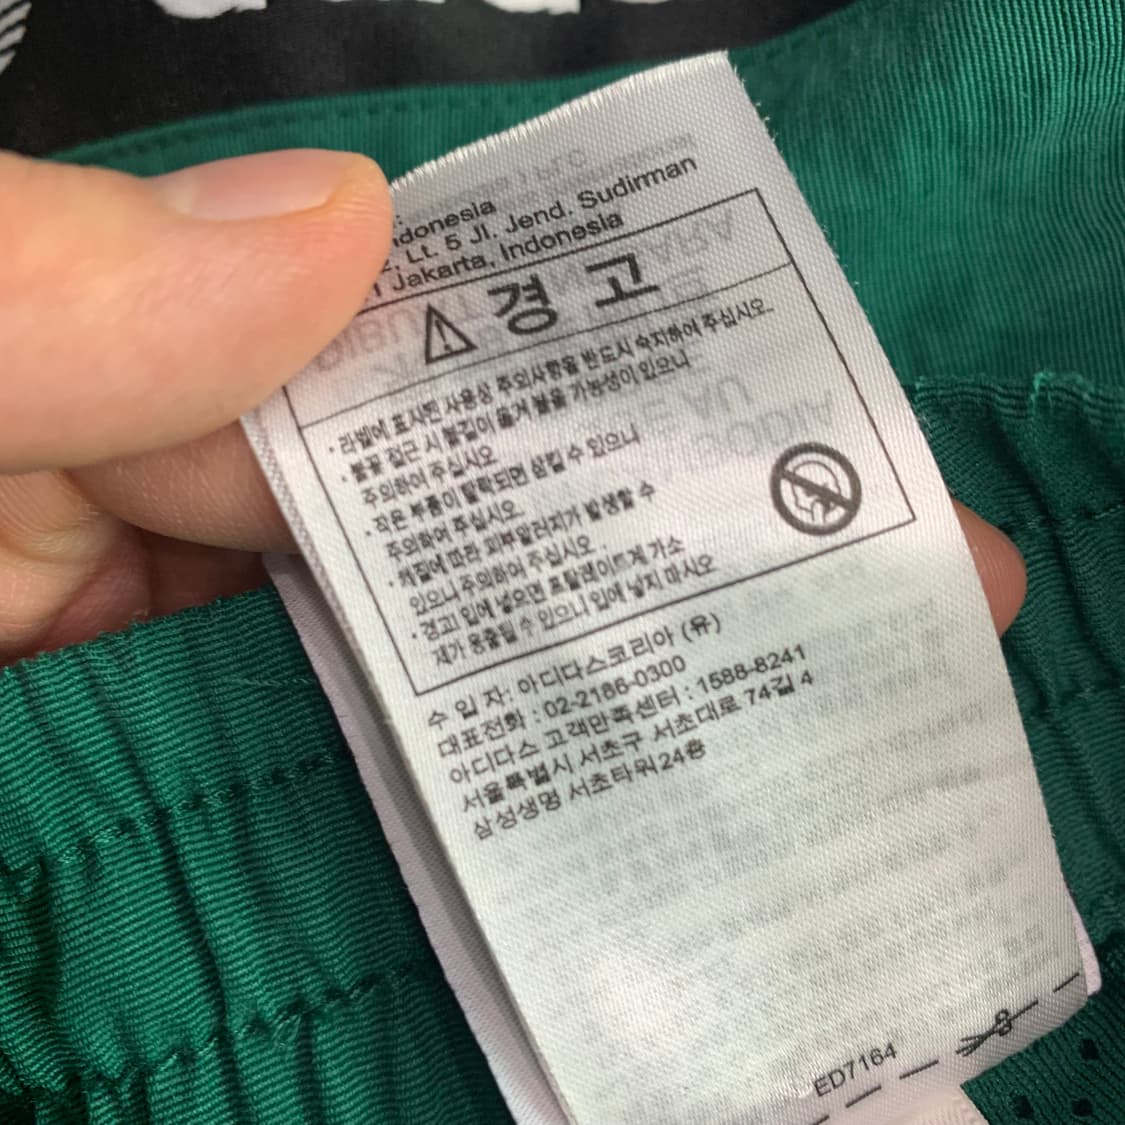 Indonesia
Lt. 5 Jl. Jend. Sudirman
Jakarta, Indonesia
경 고
· 라벨에 표시된 사용상 주의사항을 반드시 숙지하여 주십시오.
· 불꽃 접근 시 불길이 옮겨 붙을 가능성이 있으니
주의하여 주십시오
· 작은 부품이 탈락되면 삼킬 수 있으니
주의하여 주십시오.
· 체질에 따라 피부알러지가 발생할 수
있으니 주의하여 주십시오.
· 경고! 입에 넣으면 프탈레이트계 가소
제가 용출될 수 있으니 입에 넣지 마시오
수 입 자: 아디다스코리아 (유)
대표전화 : 02-2186-0300
아디다스 고객만족센터 : 1588-8241
서울특별시 서초구 서초대로 74길 4
삼성생명 서초타워24층
ED7164